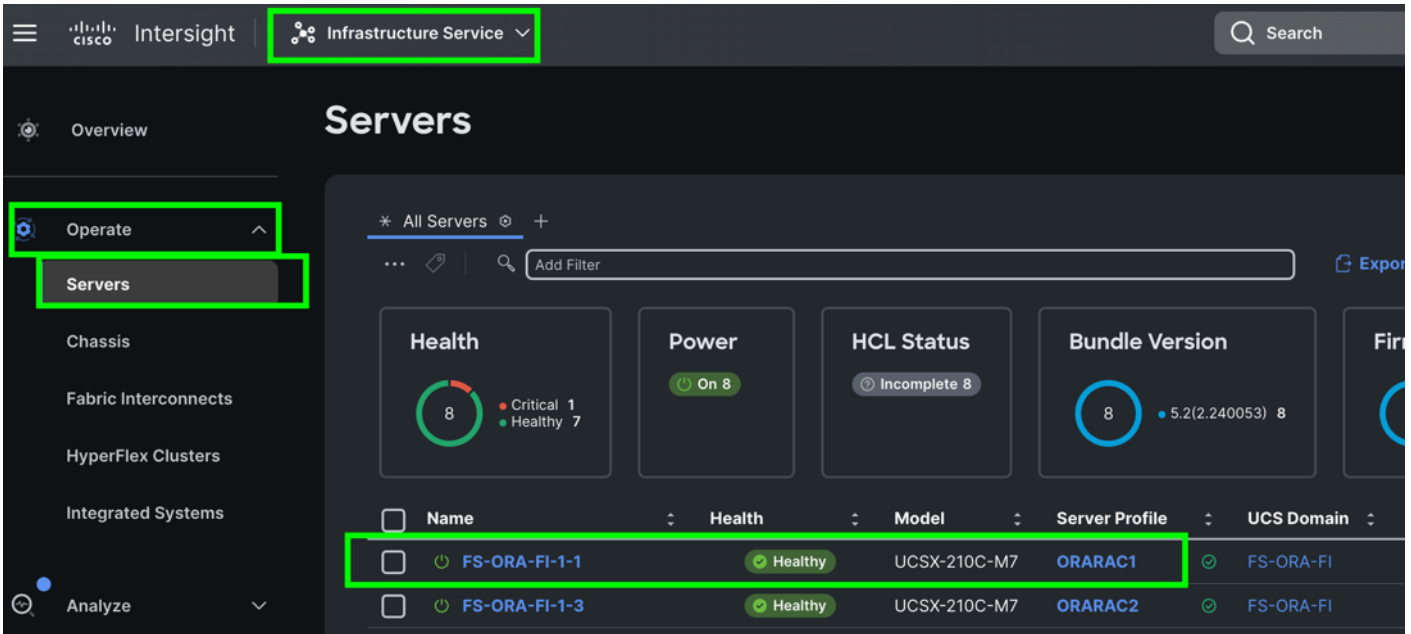 cisco Intersight Infrastructure Service Search
Overview
Servers
Operate
All Servers
Add Filter
Expor
Servers
Chassis
Fabric Interconnects
HyperFlex Clusters
Integrated Systems
Analyze
Health
8
Critical 1
Healthy 7
Power
On 8
HCL Status
Incomplete 8
Bundle Version
8
5.2(2.240053) 8
Fir
Name Health Model Server Profile UCS Domain
FS-ORA-FI-1-1 Healthy UCSX-210C-M7 ORARAC1 FS-ORA-FI
FS-ORA-FI-1-3 Healthy UCSX-210C-M7 ORARAC2 FS-ORA-FI